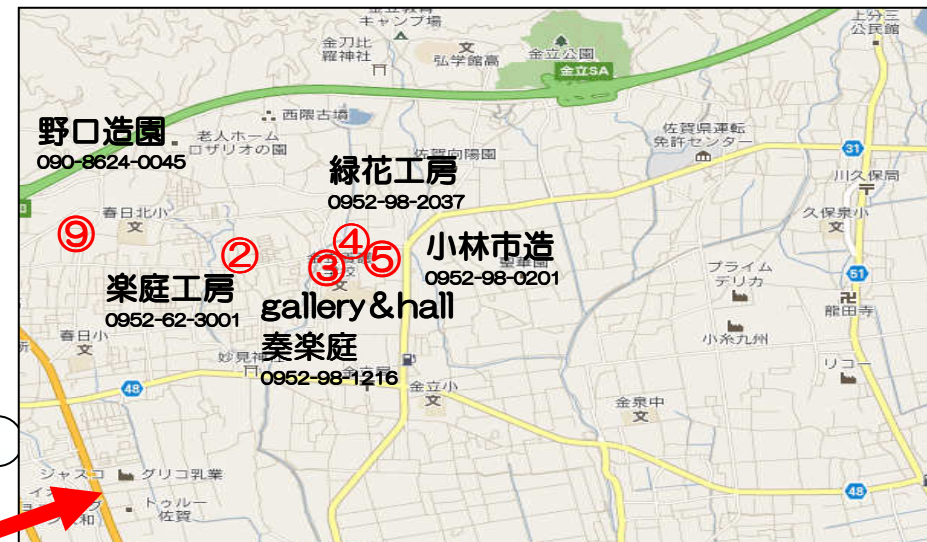 金立教育
キャンプ場
上分三
公民館
金刀比
羅神社
文
弘学館高
金立公園
金立SA
西隈古墳
野口造園
090-8624-0045
老人ホーム
ロザリオの園
佐賀向陽園
佐賀県運転
免許センター
31
川久保局
緑花工房
0952-98-2037
春日北小
文
久保泉小
文
⑨
②
③
④
⑤
小林市造
0952-98-0201
楽庭工房
0952-62-3001
gallery&hall
奏楽庭
0952-98-1216
プライム
デリカ
51
龍田寺
小糸九州
リコー
春日小
文
妙見神社
48
金立小
文
金泉中
文
48
ジャスコ
グリコ乳業
トゥルー
佐賀